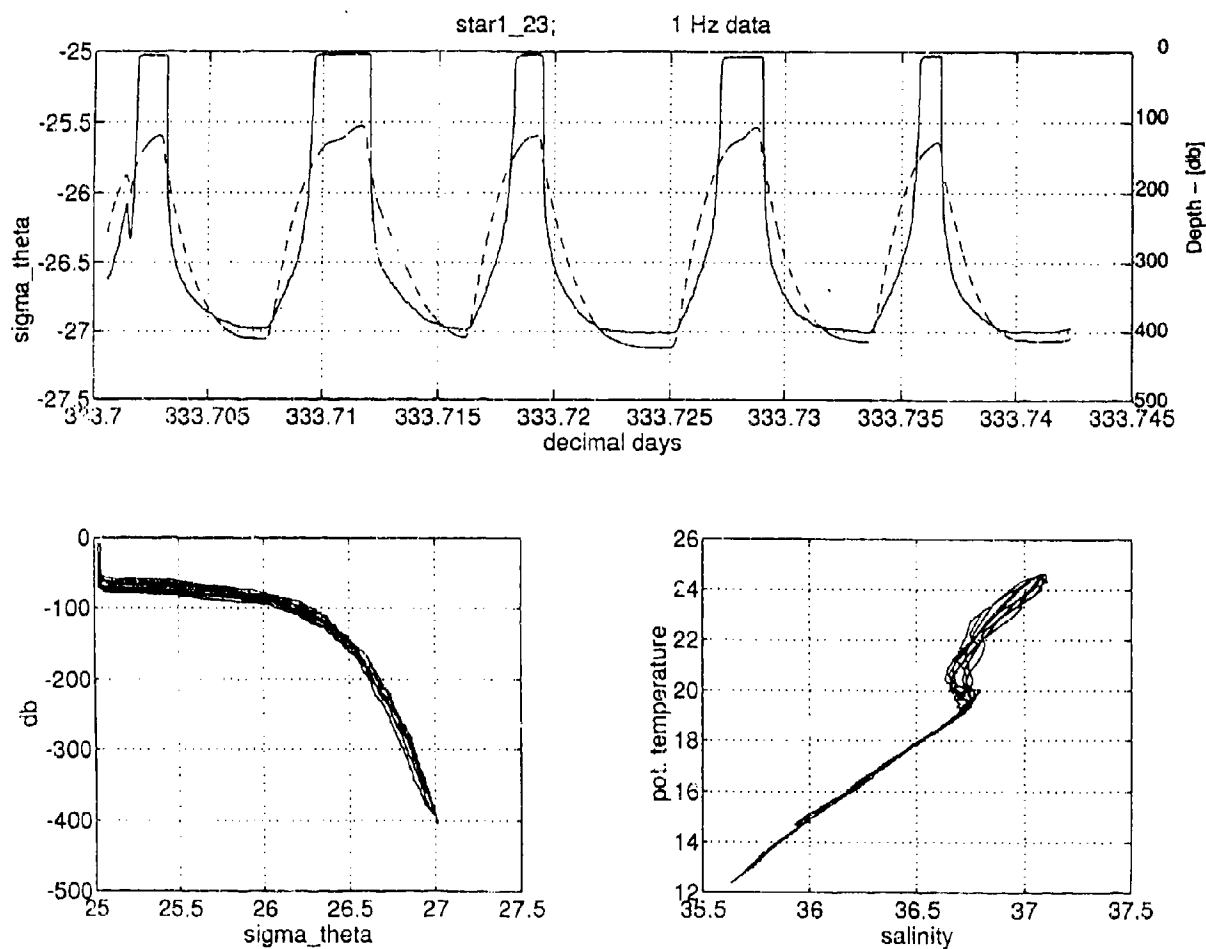 star1_23; 1 Hz data
-25
-25.5
-26
-26.5
-27
-27.5
sigma_theta
0
100
200
300
400
500
Depth - [db]
333.7 333.705 333.71 333.715 333.72 333.725 333.73 333.735 333.74 333.745
decimal days
0
-100
-200
-300
-400
-500
db
25 25.5 26 26.5 27 27.5
sigma_theta
26
24
22
20
18
16
14
12
pot. temperature
35.5 36 36.5 37 37.5
salinity